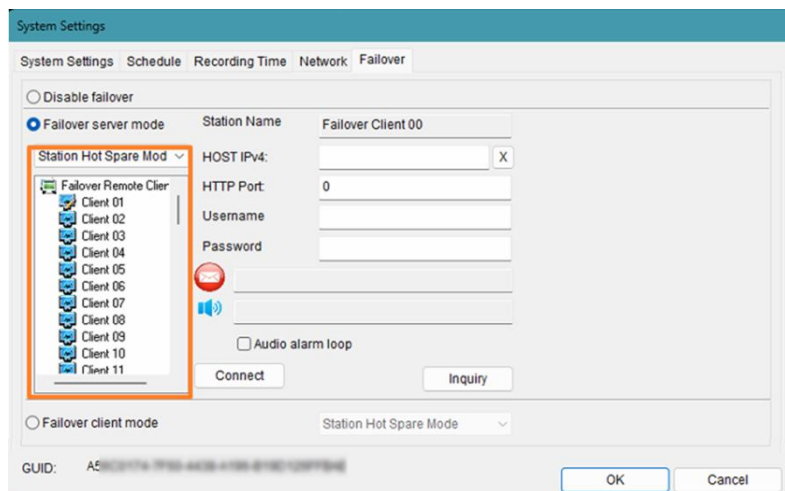 System Settings
System Settings Schedule Recording Time Network Failover
Disable failover
Failover server mode
Station Name Failover Client 00
Station Hot Spare Mod
HOST IPv4: X
Failover Remote Clier
HTTP Port: 0
Client 01
Client 02
Username
Client 03
Client 04
Password
Client 05
Client 06
Client 07
Client 08
Client 09
Audio alarm loop
Client 10
Client 11
Connect Inquiry
Failover client mode Station Hot Spare Mode
GUID:
OK Cancel